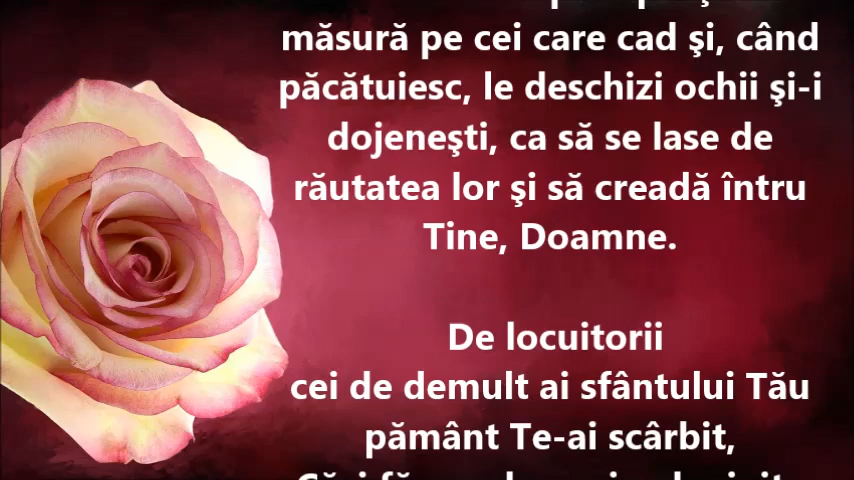 măsură pe cei care cad şi, când
păcătuiesc, le deschizi ochii şi-i
dojeneşti, ca să se lase de
răutatea lor şi să creadă întru
Tine, Doamne.
De locuitorii
cei de demult ai sfântului Tău
pământ Te-ai scârbit,